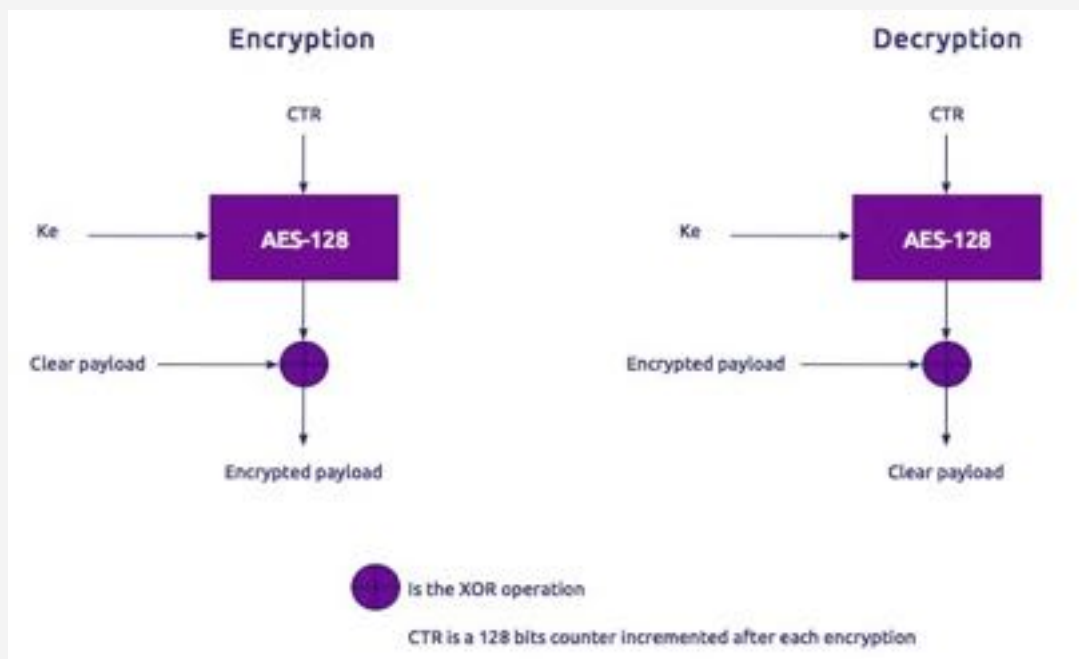 Encryption
Decryption
CTR
CTR
Ke
AES-128
Ke
AES-128
Clear payload
Encrypted payload
Encrypted payload
Clear payload
Is the XOR operation
CTR is a 128 bits counter incremented after each encryption